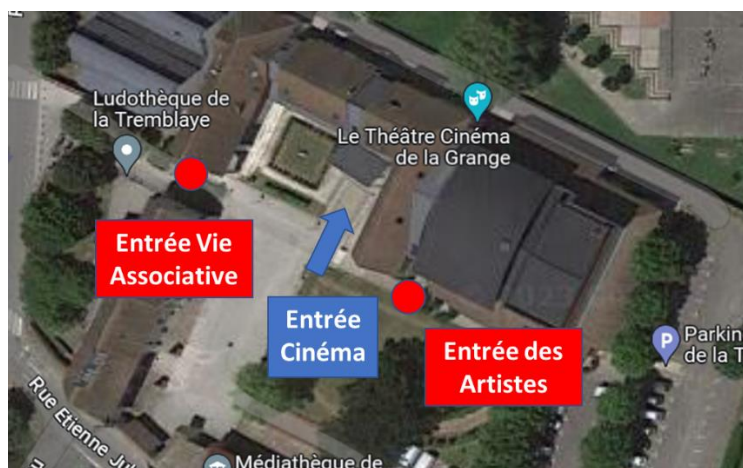 Ludothèque de
la Tremblaye
Le Théâtre Cinéma
de la Grange
Entrée Vie
Associative
Entrée
Cinéma
Entrée des
Artistes
P
Parkin
de la T
Rue Etienne Jul
Médiathèque de